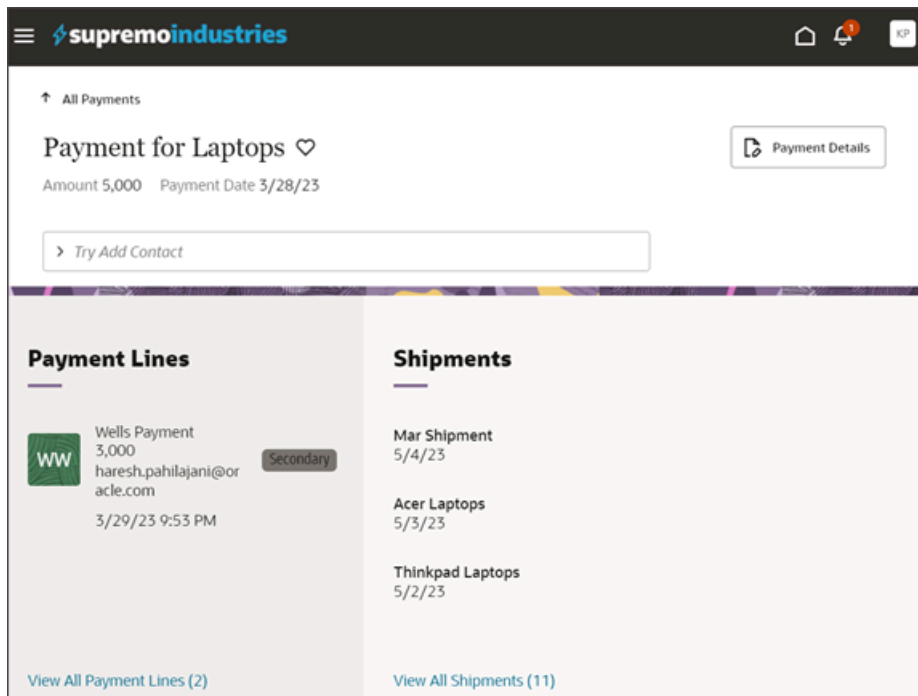 supremoindustries
1
KP
All Payments
Payment for Laptops
Payment Details
Amount 5,000 Payment Date 3/28/23
Try Add Contact
Payment Lines
WW
Wells Payment
3,000
haresh.pahilajani@or
acle.com
Secondary
3/29/23 9:53 PM
View All Payment Lines (2)
Shipments
Mar Shipment
5/4/23
Acer Laptops
5/3/23
Thinkpad Laptops
5/2/23
View All Shipments (11)